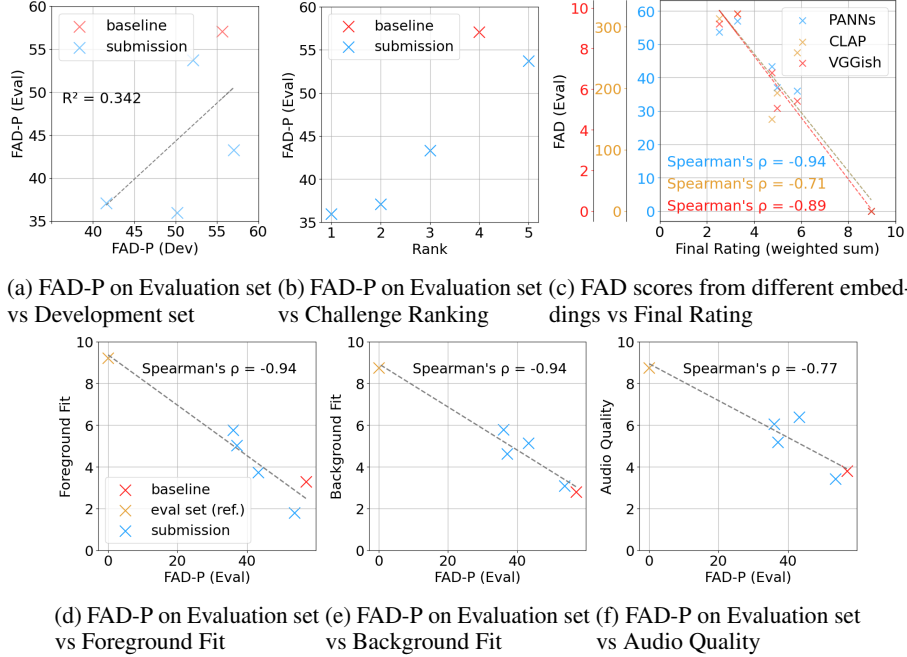 60
55
50
45
40
35
FAD-P (Eval)
baseline
submission
R² = 0.342
40
45
50
55
60
FAD-P (Dev)
60
55
50
45
40
35
FAD-P (Eval)
baseline
submission
1
2
3
4
5
Rank
10
8
6
4
2
0
300
200
100
0
FAD (Eval)
60
50
40
30
20
10
0
PANNs
CLAP
VGGish
Spearman's ρ = -0.94
Spearman's ρ = -0.71
Spearman's ρ = -0.89
0
2
4
6
8
10
Final Rating (weighted sum)
(a) FAD-P on Evaluation set
vs Development set
(b) FAD-P on Evaluation set
vs Challenge Ranking
(c) FAD scores from different embed-
dings vs Final Rating
10
8
6
4
2
0
Foreground Fit
Spearman's ρ = -0.94
baseline
eval set (ref.)
submission
0
20
40
FAD-P (Eval)
10
8
6
4
2
0
Background Fit
Spearman's ρ = -0.94
0
20
40
FAD-P (Eval)
10
8
6
4
2
0
Audio Quality
Spearman's ρ = -0.77
0
20
40
FAD-P (Eval)
(d) FAD-P on Evaluation set
vs Foreground Fit
(e) FAD-P on Evaluation set
vs Background Fit
(f) FAD-P on Evaluation set
vs Audio Quality